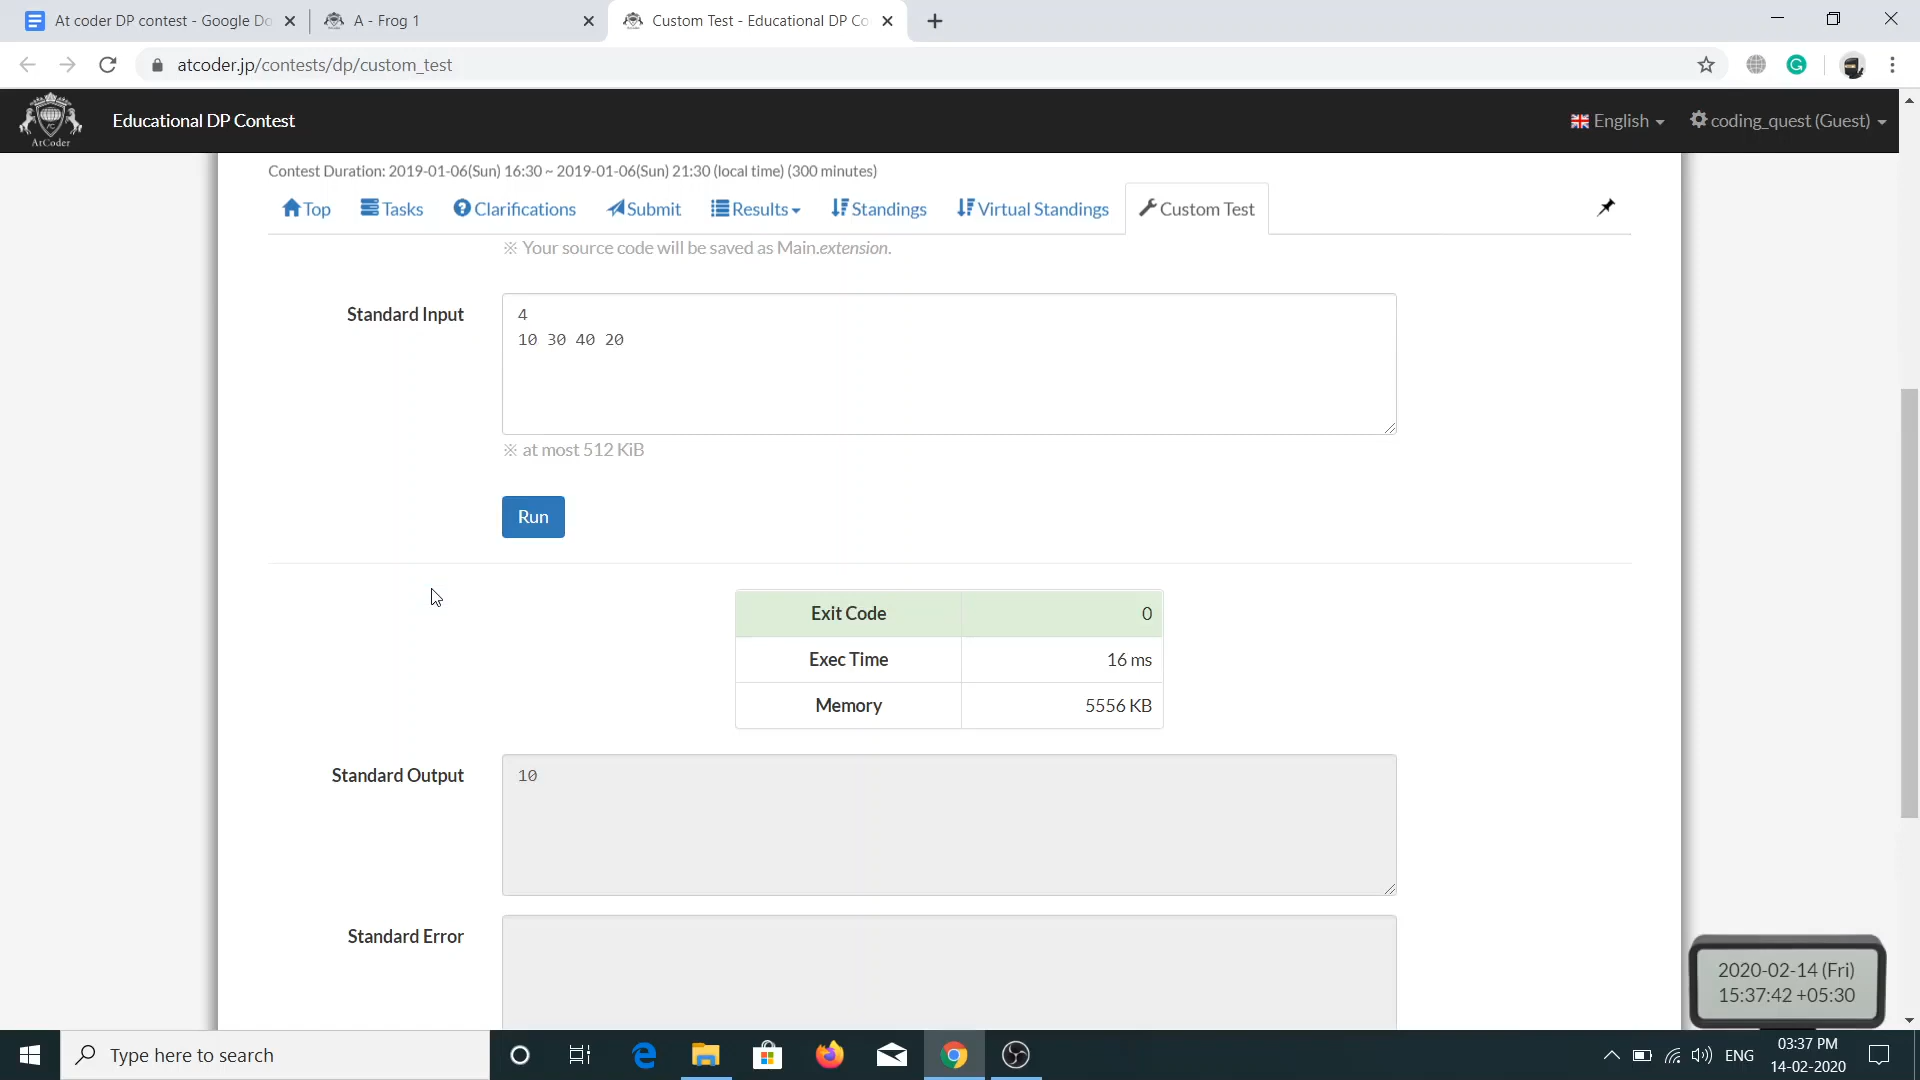 At coder DP contest - Google Do
A - Frog 1
Custom Test - Educational DP Co
atcoder.jp/contests/dp/custom_test
AtCoder
Educational DP Contest
English
coding_quest (Guest)
Contest Duration: 2019-01-06(Sun) 16:30 ~ 2019-01-06(Sun) 21:30 (local time) (300 minutes)
Top Tasks Clarifications Submit Results Standings Virtual Standings Custom Test
※ Your source code will be saved as Main.extension.
Standard Input
4
10 30 40 20
※ at most 512 KiB
Run
Exit Code 0
Exec Time 16 ms
Memory 5556 KB
Standard Output
10
Standard Error
2020-02-14 (Fri)
15:37:42 +05:30
Type here to search
ENG
03:37 PM
14-02-2020